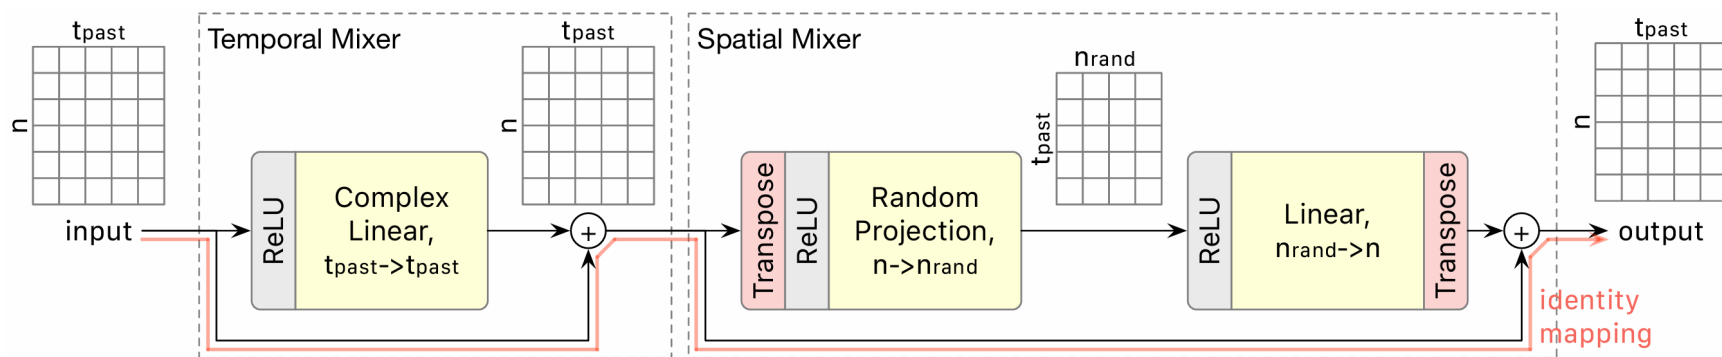 tpast
n
input
Temporal Mixer
ReLU
Complex
Linear,
tpast->tpast
tpast
n
+
Spatial Mixer
Transpose
ReLU
Random
Projection,
n->nrand
nrand
tpast
ReLU
Linear,
nrand->n
Transpose
+
tpast
n
output
identity
mapping